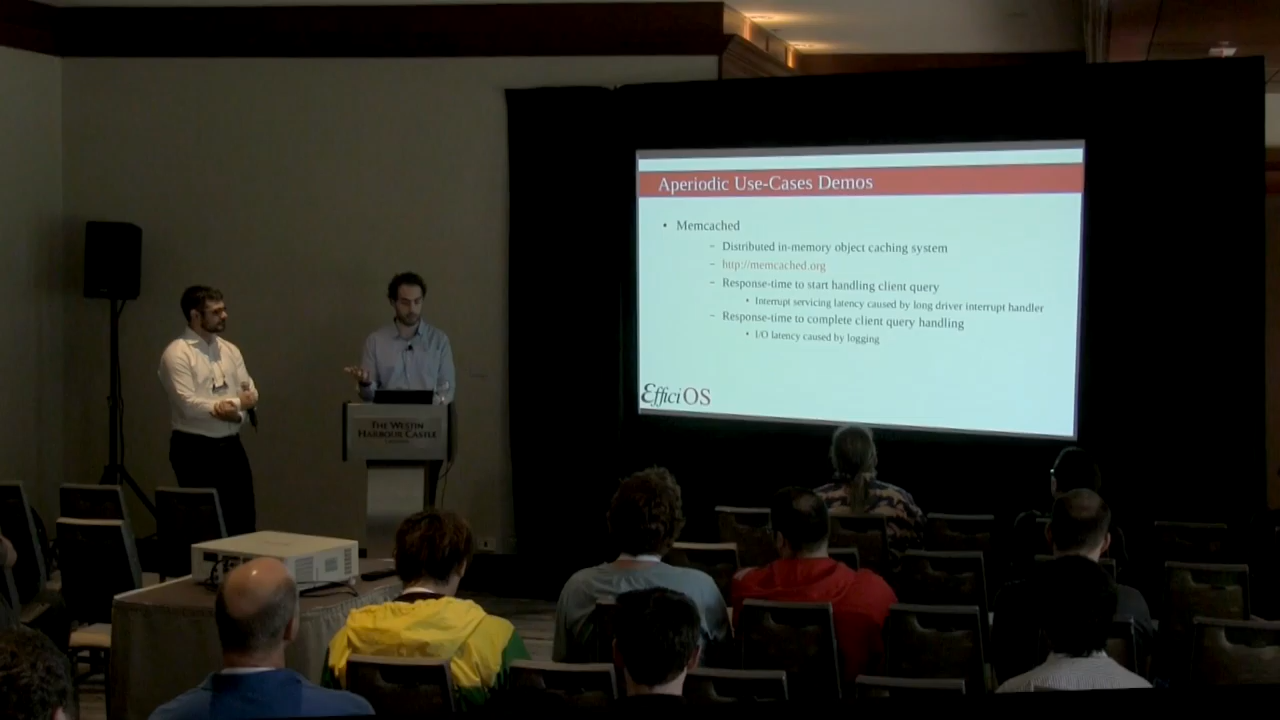 Aperiodic Use-Cases Demos
• Memcached
– Distributed in-memory object caching system
– http://memcached.org
– Response-time to start handling client query
• Interrupt servicing latency caused by long driver interrupt handler
– Response-time to complete client query handling
• I/O latency caused by logging
EfficiOS
THE WESTIN
HARBOUR CASTLE